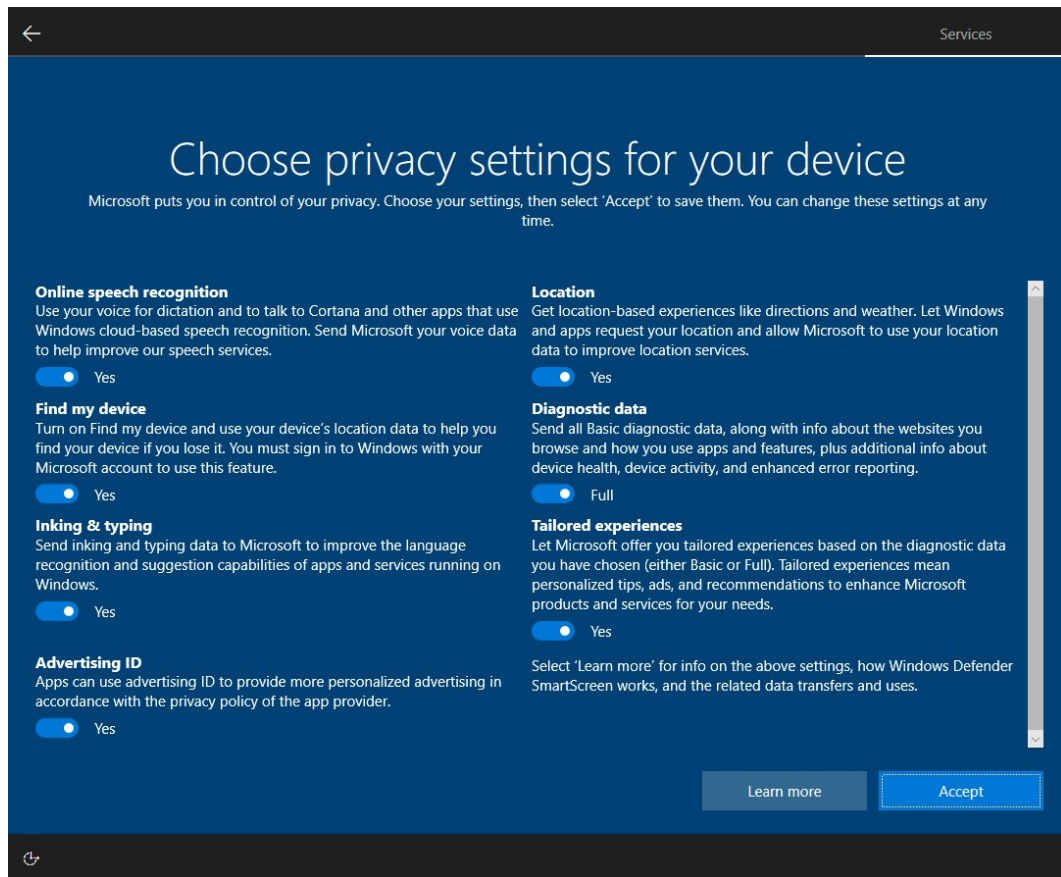 Services
Choose privacy settings for your device
Microsoft puts you in control of your privacy. Choose your settings, then select ‘Accept’ to save them. You can change these settings at any
time.
Online speech recognition
Use your voice for dictation and to talk to Cortana and other apps that use
Windows cloud-based speech recognition. Send Microsoft your voice data
to help improve our speech services.
Yes
Find my device
Turn on Find my device and use your device’s location data to help you
find your device if you lose it. You must sign in to Windows with your
Microsoft account to use this feature.
Yes
Inking & typing
Send inking and typing data to Microsoft to improve the language
recognition and suggestion capabilities of apps and services running on
Windows.
Yes
Advertising ID
Apps can use advertising ID to provide more personalized advertising in
accordance with the privacy policy of the app provider.
Yes
Location
Get location-based experiences like directions and weather. Let Windows
and apps request your location and allow Microsoft to use your location
data to improve location services.
Yes
Diagnostic data
Send all Basic diagnostic data, along with info about the websites you
browse and how you use apps and features, plus additional info about
device health, device activity, and enhanced error reporting.
Full
Tailored experiences
Let Microsoft offer you tailored experiences based on the diagnostic data
you have chosen (either Basic or Full). Tailored experiences mean
personalized tips, ads, and recommendations to enhance Microsoft
products and services for your needs.
Yes
Select ‘Learn more’ for info on the above settings, how Windows Defender
SmartScreen works, and the related data transfers and uses.
Learn more
Accept